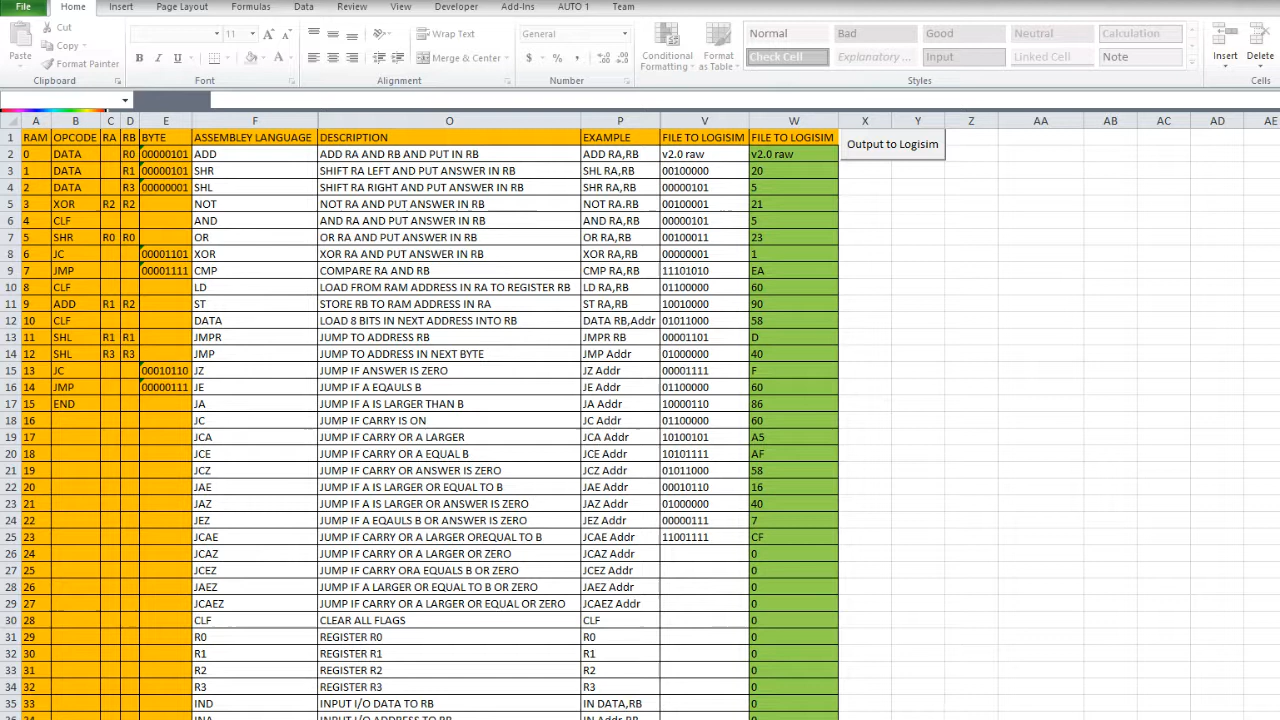 File Home Insert Page Layout Formulas Data Review View Developer Add-Ins AUTO 1 Team
Cut 11 A A Wrap Text General Normal Bad Good Neutral Calculation
Paste Copy Format Painter B I U Merge & Center $ % , Conditional Formatting Format as Table Check Cell Explanatory ... Input Linked Cell Note Insert Delete
Clipboard Font Alignment Number Styles Cells
A B C D E F O P V W X Y Z AA AB AC AD AE
1 RAM OPCODE RA RB BYTE ASSEMBLEY LANGUAGE DESCRIPTION EXAMPLE FILE TO LOGISIM FILE TO LOGISIM Output to Logisim
2 0 DATA R0 00000101 ADD ADD RA AND RB AND PUT IN RB ADD RA,RB v2.0 raw v2.0 raw
3 1 DATA R1 00000101 SHR SHIFT RA LEFT AND PUT ANSWER IN RB SHL RA,RB 00100000 20
4 2 DATA R3 00000001 SHL SHIFT RA RIGHT AND PUT ANSWER IN RB SHR RA,RB 00000101 5
5 3 XOR R2 R2 NOT NOT RA AND PUT ANSWER IN RB NOT RA.RB 00100001 21
6 4 CLF AND AND RA AND PUT ANSWER IN RB AND RA,RB 00000101 5
7 5 SHR R0 R0 OR OR RA AND PUT ANSWER IN RB OR RA,RB 00100011 23
8 6 JC 00001101 XOR XOR RA AND PUT ANSWER IN RB XOR RA,RB 00000001 1
9 7 JMP 00001111 CMP COMPARE RA AND RB CMP RA,RB 11101010 EA
10 8 CLF LD LOAD FROM RAM ADDRESS IN RA TO REGISTER RB LD RA,RB 01100000 60
11 9 ADD R1 R2 ST STORE RB TO RAM ADDRESS IN RA ST RA,RB 10010000 90
12 10 CLF DATA LOAD 8 BITS IN NEXT ADDRESS INTO RB DATA RB,Addr 01011000 58
13 11 SHL R1 R1 JMPR JUMP TO ADDRESS RB JMPR RB 00001101 D
14 12 SHL R3 R3 JMP JUMP TO ADDRESS IN NEXT BYTE JMP Addr 01000000 40
15 13 JC 00010110 JZ JUMP IF ANSWER IS ZERO JZ Addr 00001111 F
16 14 JMP 00000111 JE JUMP IF A EQAULS B JE Addr 01100000 60
17 15 END JA JUMP IF A IS LARGER THAN B JA Addr 10000110 86
18 16 JC JUMP IF CARRY IS ON JC Addr 01100000 60
19 17 JCA JUMP IF CARRY OR A LARGER JCA Addr 10100101 A5
20 18 JCE JUMP IF CARRY OR A EQUAL B JCE Addr 10101111 AF
21 19 JCZ JUMP IF CARRY OR ANSWER IS ZERO JCZ Addr 01011000 58
22 20 JAE JUMP IF A IS LARGER OR EQUAL TO B JAE Addr 00010110 16
23 21 JAZ JUMP IF A IS LARGER OR ANSWER IS ZERO JAZ Addr 01000000 40
24 22 JEZ JUMP IF A EQAULS B OR ANSWER IS ZERO JEZ Addr 00000111 7
25 23 JCAE JUMP IF CARRY OR A LARGER OREQUAL TO B JCAE Addr 11001111 CF
26 24 JCAZ JUMP IF CARRY OR A LARGER OR ZERO JCAZ Addr 0
27 25 JCEZ JUMP IF CARRY ORA EQUALS B OR ZERO JCEZ Addr 0
28 26 JAEZ JUMP IF A LARGER OR EQUAL TO B OR ZERO JAEZ Addr 0
29 27 JCAEZ JUMP IF CARRY OR A LARGER OR EQUAL OR ZERO JCAEZ Addr 0
30 28 CLF CLEAR ALL FLAGS CLF 0
31 29 R0 REGISTER R0 R0 0
32 30 R1 REGISTER R1 R1 0
33 31 R2 REGISTER R2 R2 0
34 32 R3 REGISTER R3 R3 0
35 33 IND INPUT I/O DATA TO RB IN DATA,RB 0
36 34 INA INPUT I/O ADDRESS TO RB IN Addr,RB 0